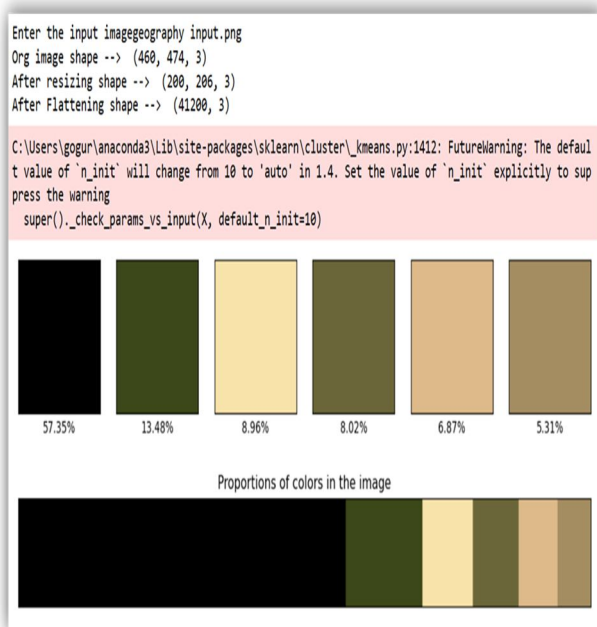 Enter the input imagegeography input.png
Org image shape --> (460, 474, 3)
After resizing shape --> (200, 206, 3)
After Flattening shape --> (41200, 3)
C:\Users\gogur\anaconda3\Lib\site-packages\sklearn\cluster\_kmeans.py:1412: FutureWarning: The defaul
t value of `n_init` will change from 10 to 'auto' in 1.4. Set the value of `n_init` explicitly to sup
press the warning
super()._check_params_vs_input(X, default_n_init=10)
57.35% 13.48% 8.96% 8.02% 6.87% 5.31%
Proportions of colors in the image